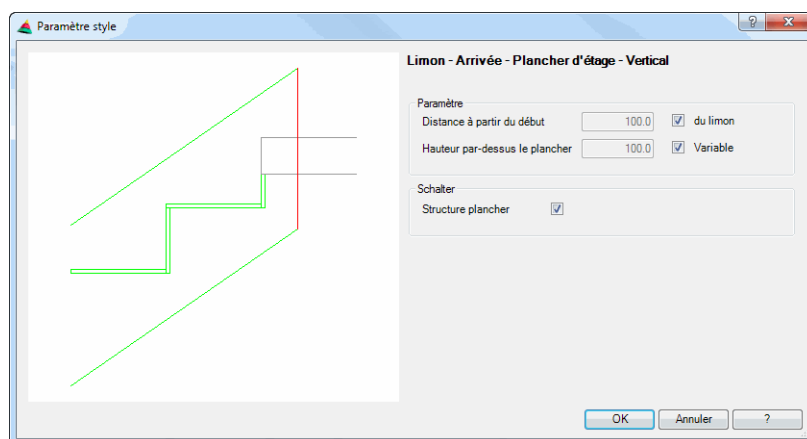 Paramètre style
Limon - Arrivée - Plancher d'étage - Vertical
Paramètre
Distance à partir du début 100.0 du limon
Hauteur par-dessus le plancher 100.0 Variable
Schalter
Structure plancher
OK Annuler ?